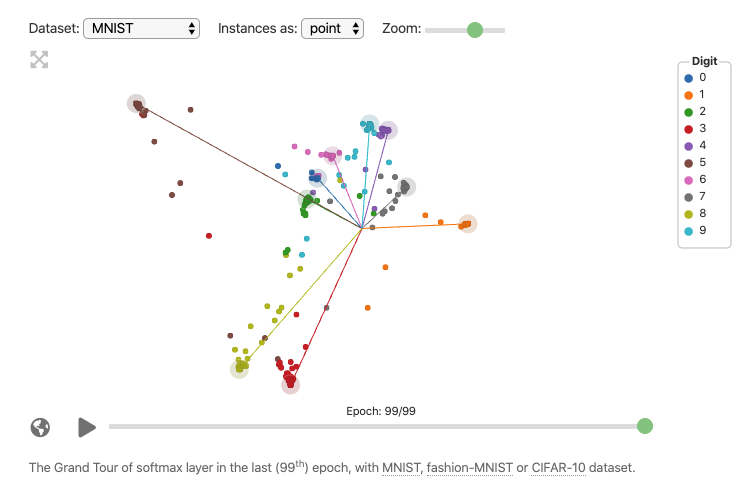 Dataset: MNIST Instances as: point Zoom:
Digit
0
1
2
3
4
5
6
7
8
9
Epoch: 99/99
The Grand Tour of softmax layer in the last (99th) epoch, with MNIST, fashion-MNIST or CIFAR-10 dataset.